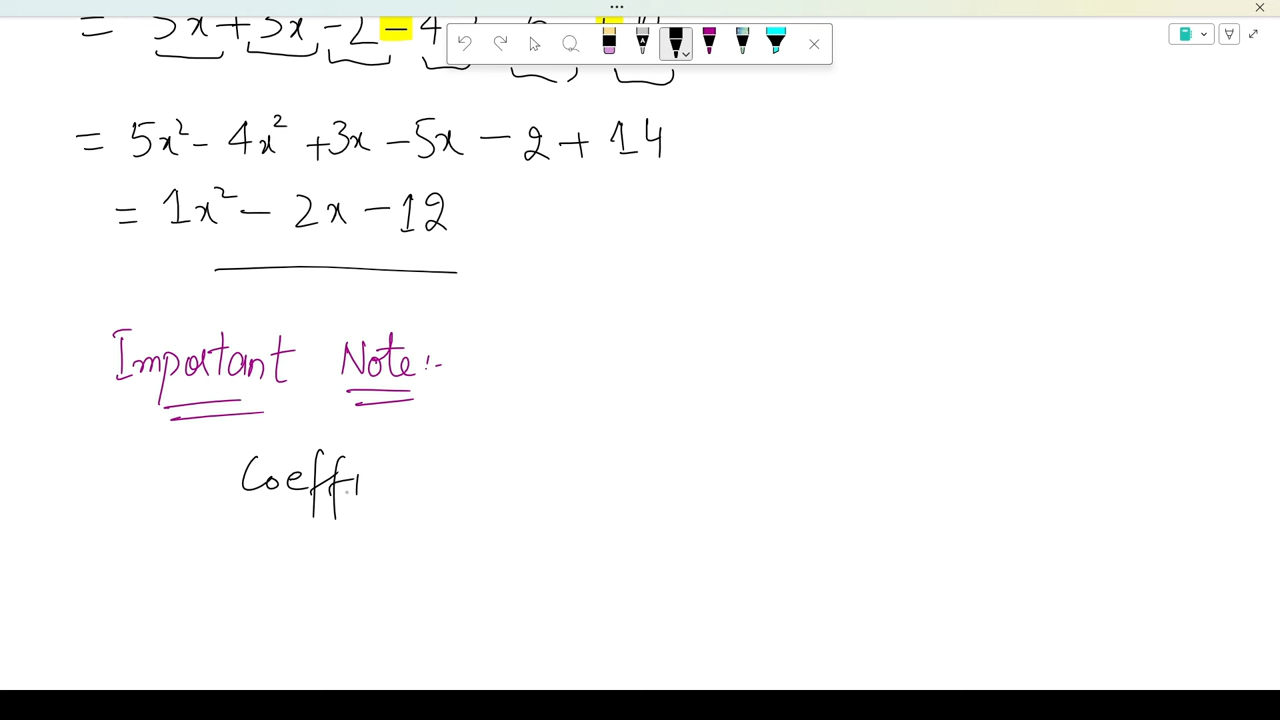 = 5x² - 4x² + 3x - 5x - 2 + 14
= 1x² - 2x - 12
Important Note:-
Coeffi